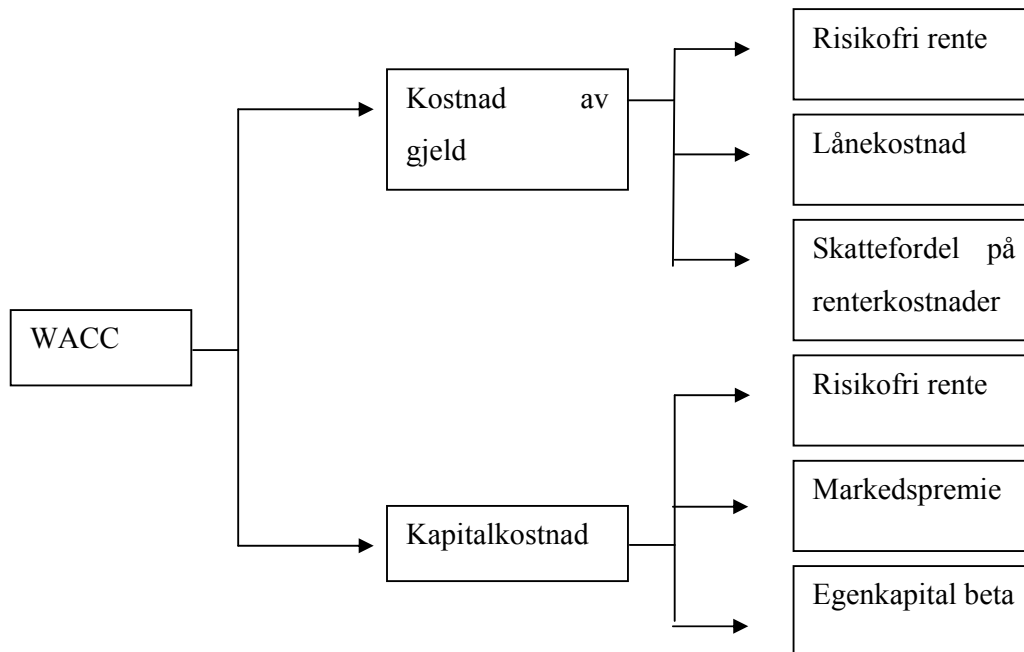 WACC
Kostnad av
gjeld
Risikofri rente
Lånekostnad
Skattefordel på
renterkostnader
Kapitalkostnad
Risikofri rente
Markedspremie
Egenkapital beta